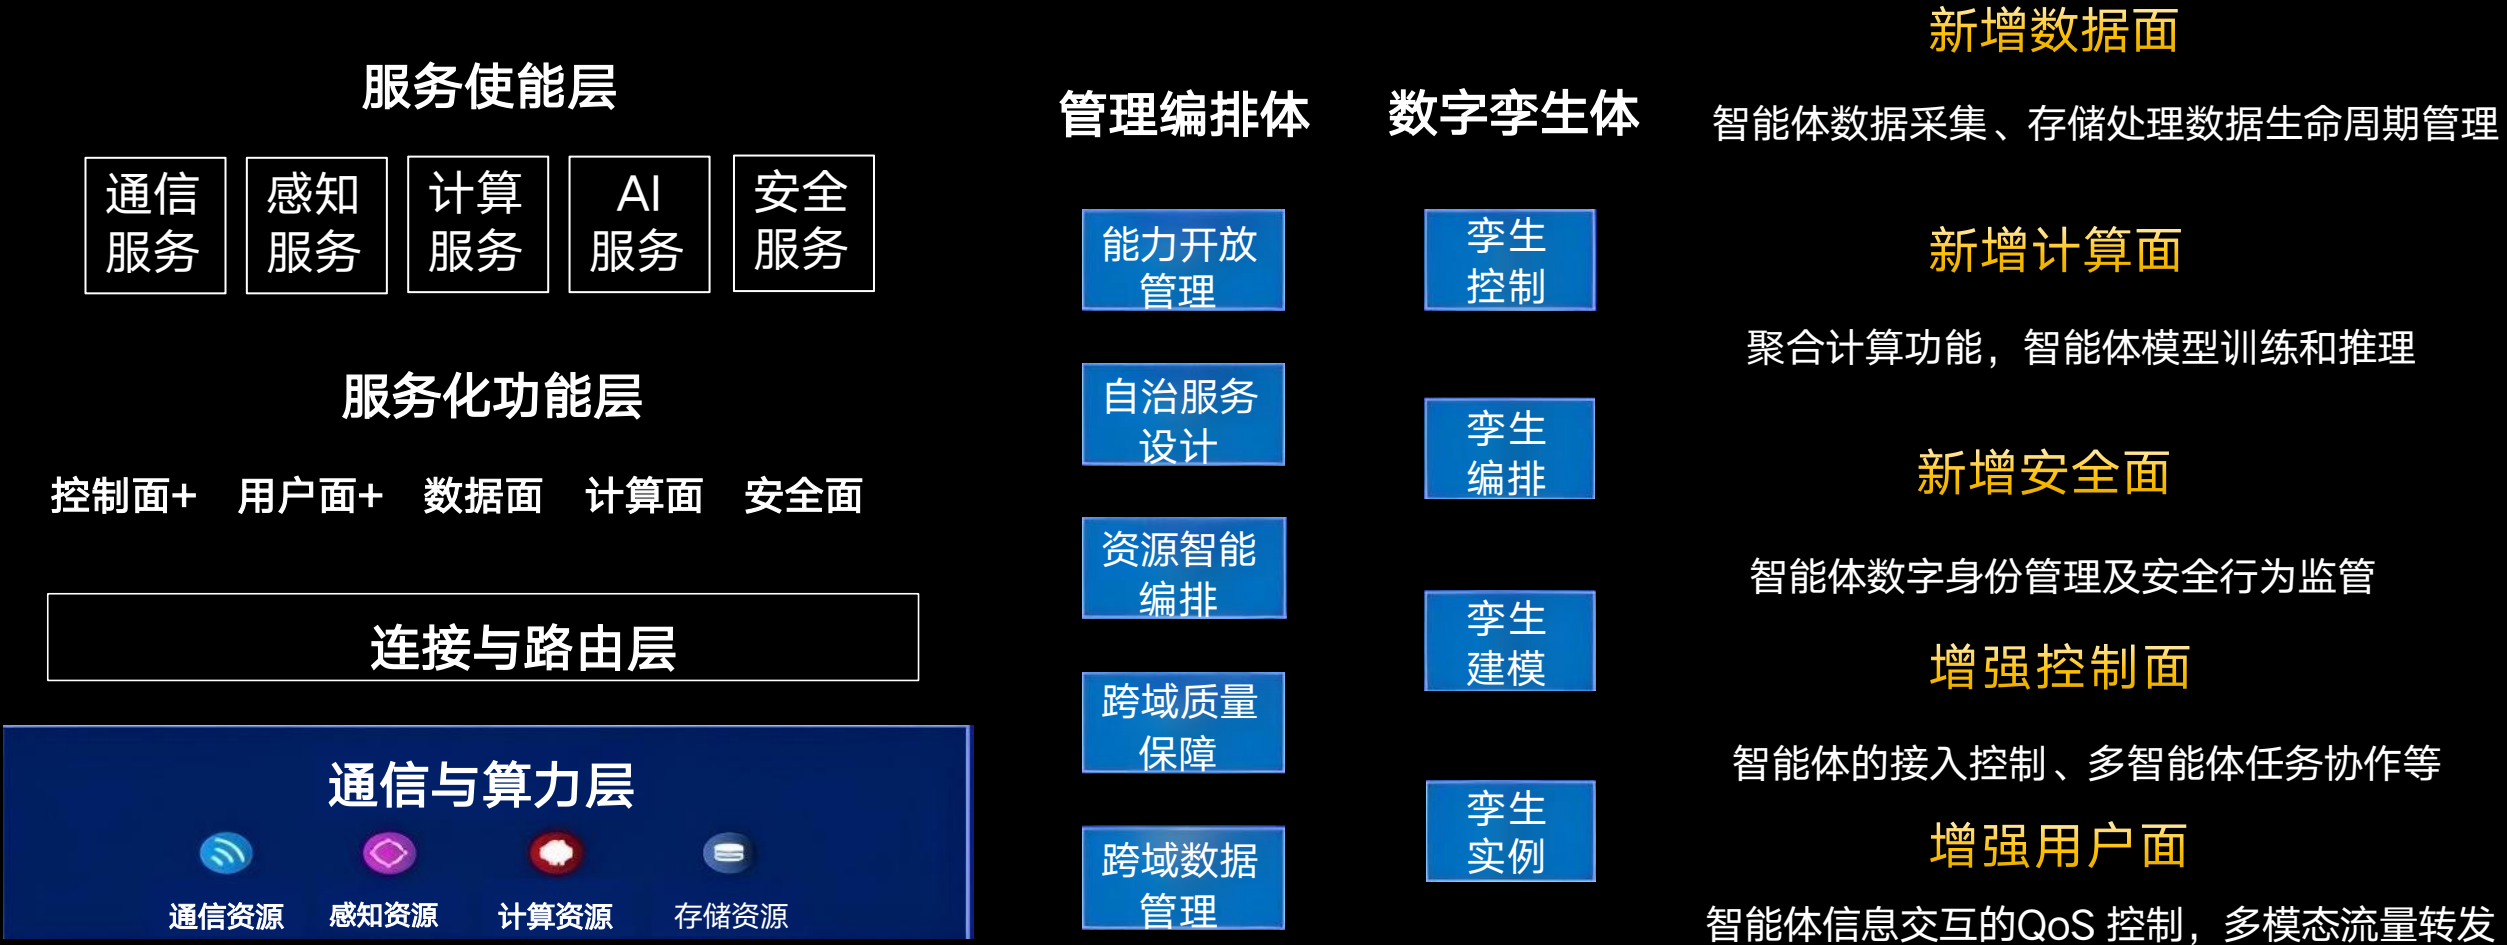 服务使能层
通信
服务
感知
服务
计算
服务
AI
服务
安全
服务
服务化功能层
控制面+ 用户面+ 数据面 计算面 安全面
连接与路由层
通信与算力层
通信资源 感知资源 计算资源 存储资源
管理编排体
能力开放
管理
自治服务
设计
资源智能
编排
跨域质量
保障
跨域数据
管理
数字孪生体
孪生
控制
孪生
编排
孪生
建模
孪生
实例
新增数据面
智能体数据采集、存储处理数据生命周期管理
新增计算面
聚合计算功能，智能体模型训练和推理
新增安全面
智能体数字身份管理及安全行为监管
增强控制面
智能体的接入控制、多智能体任务协作等
增强用户面
智能体信息交互的QoS 控制，多模态流量转发